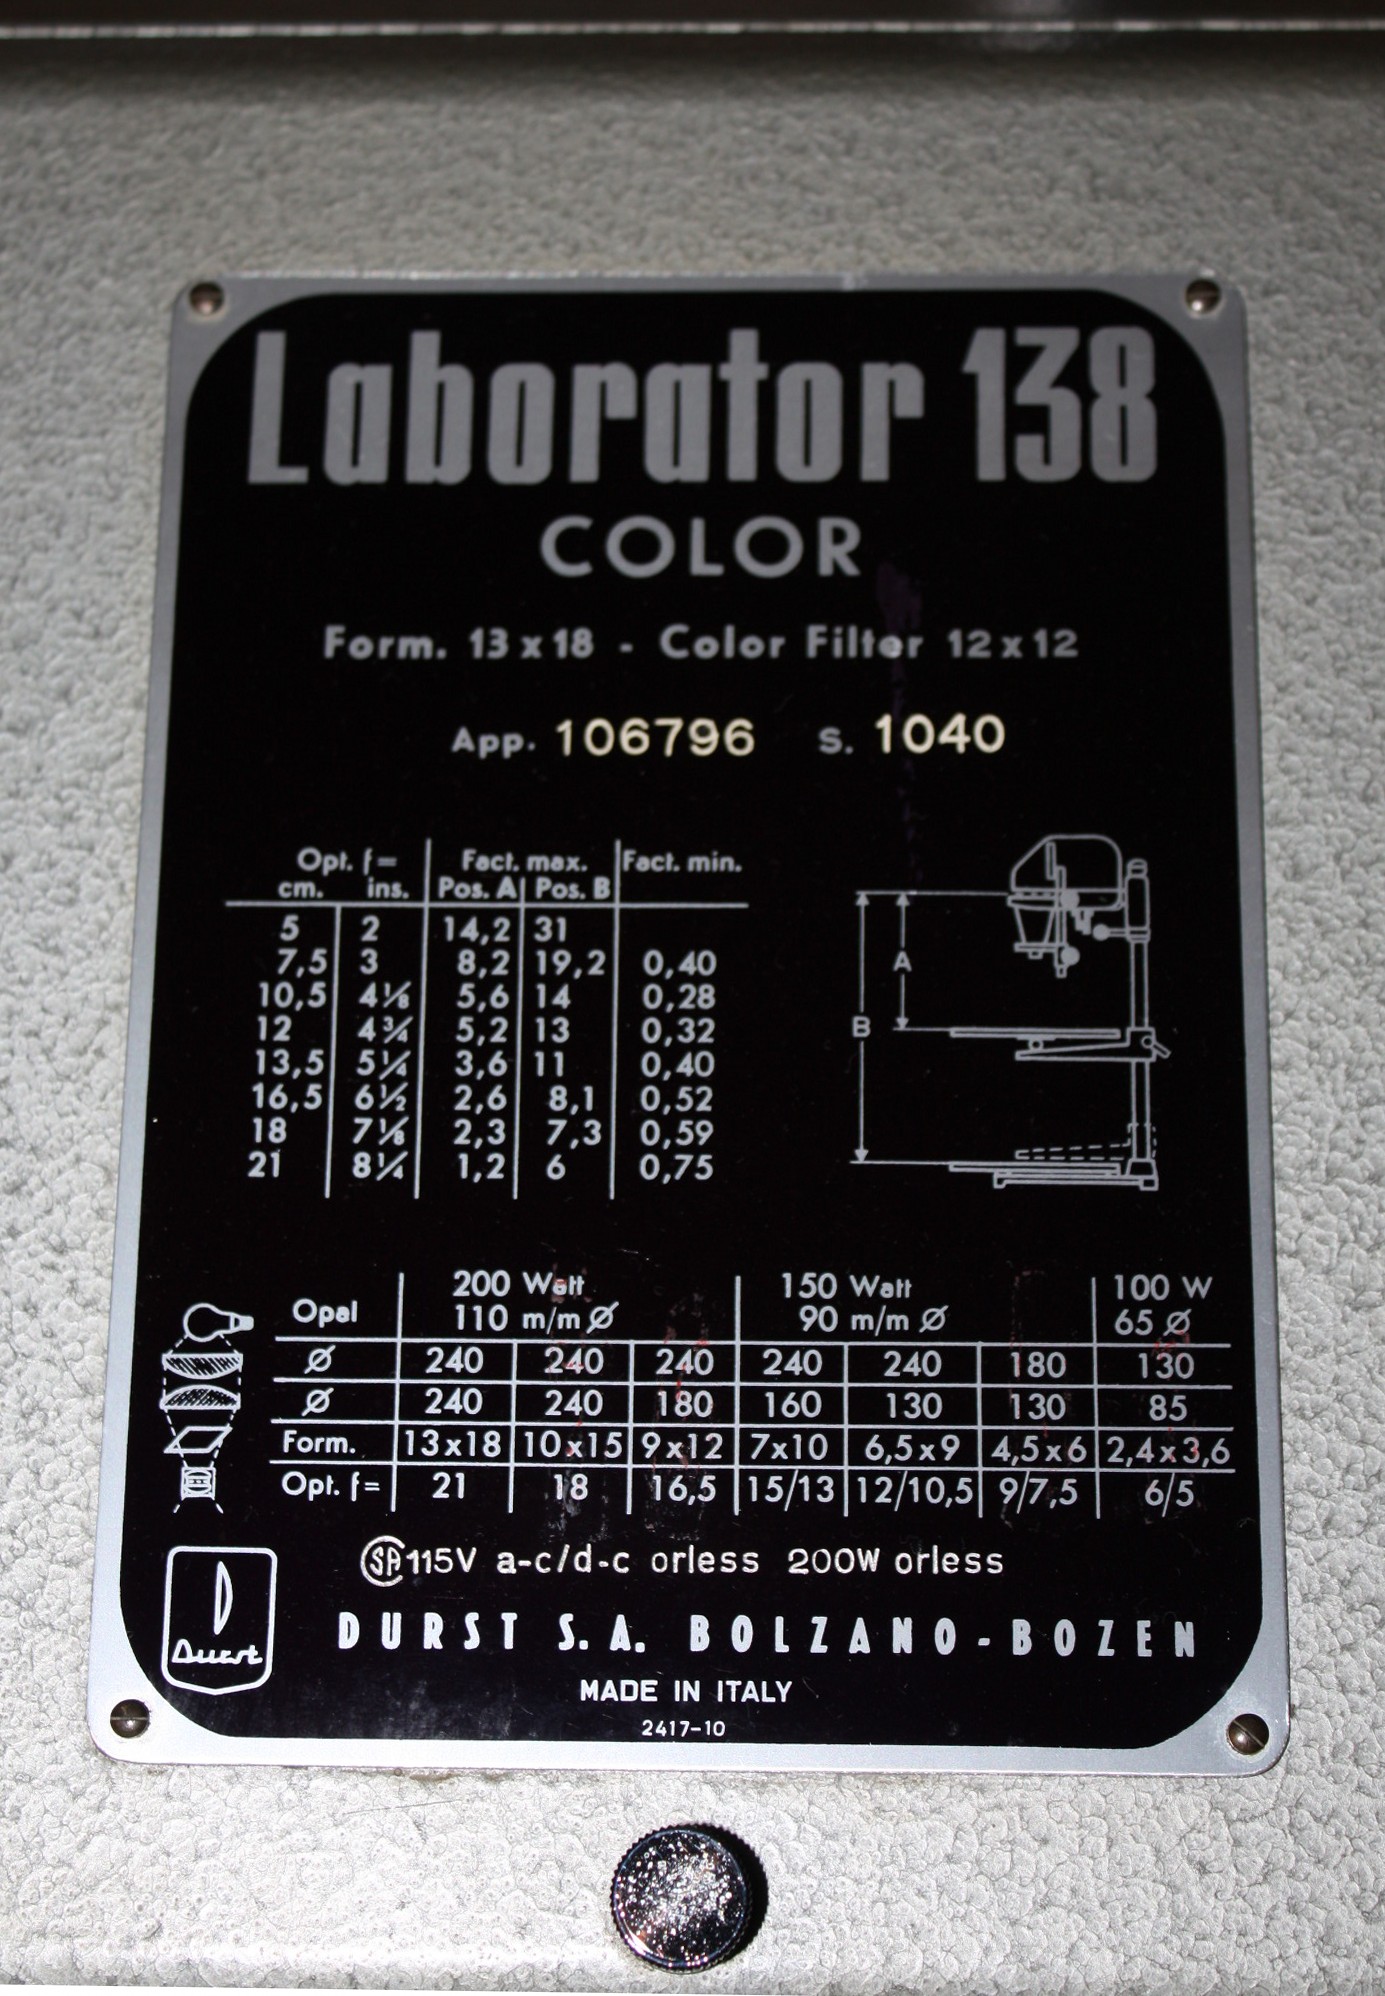 Laborator 138
COLOR
Form. 13 x 18 - Color Filter 12 x 12
App. 106796 S. 1040
Opt. f= Fact. max. Fact. min.
cm. ins. Pos. A Pos. B
5 2 14,2 31
7,5 3 8,2 19,2 0,40
10,5 4⅛ 5,6 14 0,28
12 4¾ 5,2 13 0,32
13,5 5¼ 3,6 11 0,40
16,5 6½ 2,6 8,1 0,52
18 7⅛ 2,3 7,3 0,59
21 8¼ 1,2 6 0,75
A
B
200 Watt 150 Watt 100 W
Opal 110 m/m Ø 90 m/m Ø 65 Ø
Ø 240 240 240 240 240 180 130
Ø 240 240 180 160 130 130 85
Form. 13x18 10x15 9x12 7x10 6,5x9 4,5x6 2,4x3,6
Opt. f= 21 18 16,5 15/13 12/10,5 9/7,5 6/5
CSA 115V a-c/d-c orless 200W orless
Durst
DURST S.A. BOLZANO-BOZEN
MADE IN ITALY
2417-10